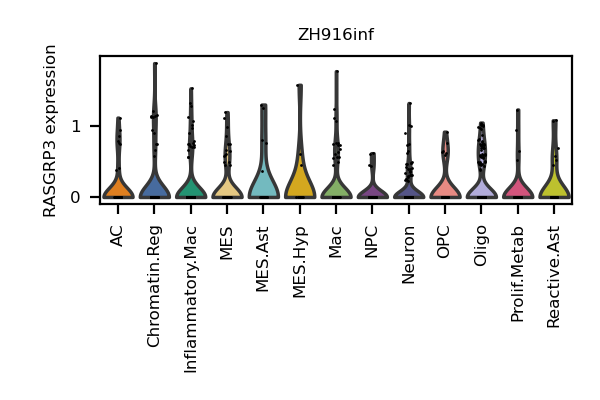 ZH916inf
RASGRP3 expression
1
0
AC
Chromatin.Reg
Inflammatory.Mac
MES
MES.Ast
MES.Hyp
Mac
NPC
Neuron
OPC
Oligo
Prolif.Metab
Reactive.Ast